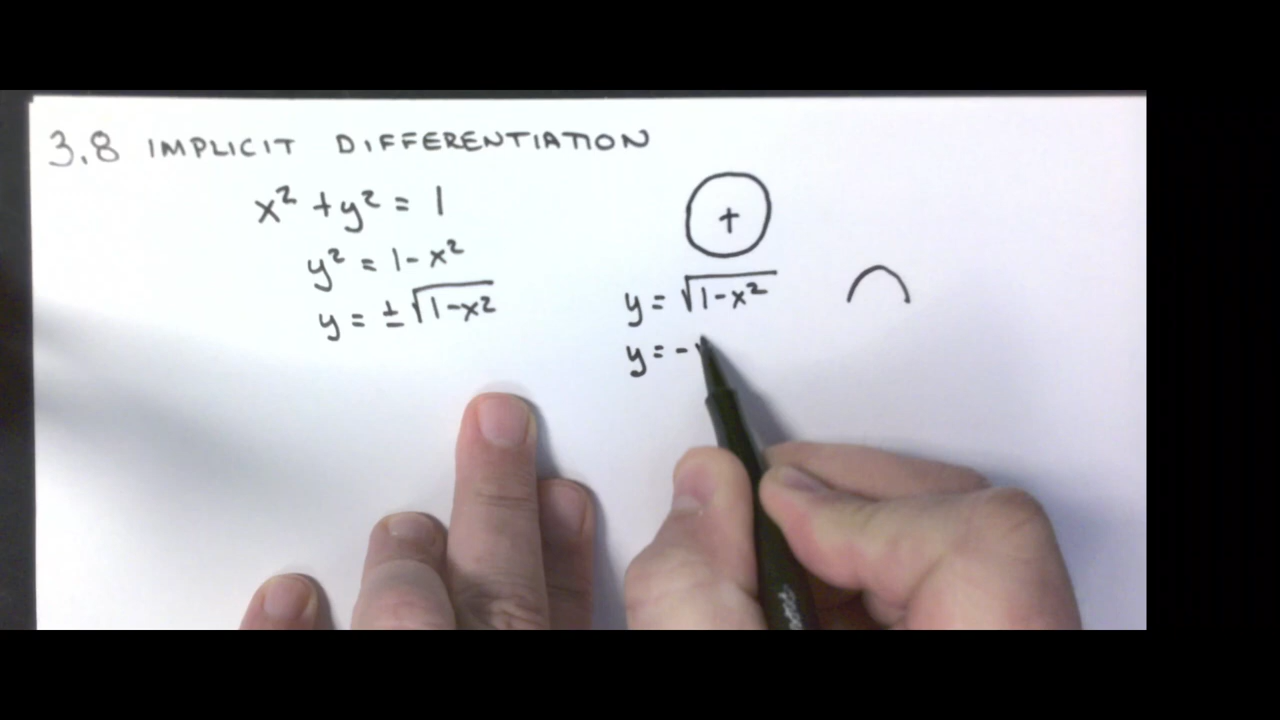 3.8 IMPLICIT DIFFERENTIATION
x² + y² = 1
y² = 1 - x²
y = ± √(1-x²)
y = √(1-x²)
y = - √